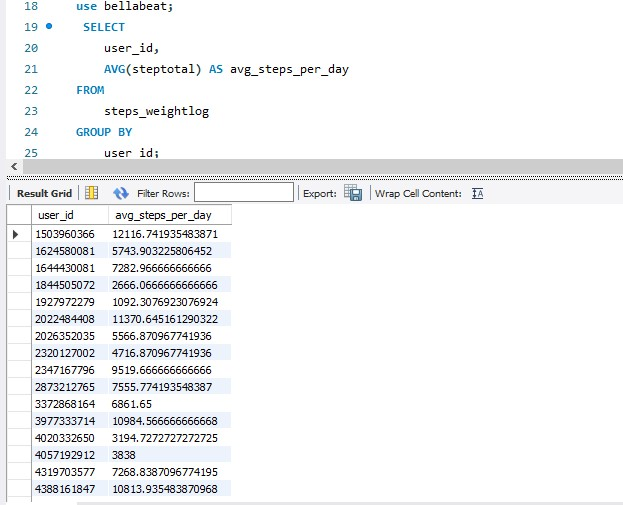 18 use bellabeat;
19 SELECT
20 user_id,
21 AVG(steptotal) AS avg_steps_per_day
22 FROM
23 steps_weightlog
24 GROUP BY
25 user_id;
Result Grid Filter Rows: Export: Wrap Cell Content: IA
user_id avg_steps_per_day
1503960366 12116.741935483871
1624580081 5743.903225806452
1644430081 7282.966666666666
1844505072 2666.0666666666666
1927972279 1092.3076923076924
2022484408 11370.645161290322
2026352035 5566.870967741936
2320127002 4716.870967741936
2347167796 9519.666666666666
2873212765 7555.774193548387
3372868164 6861.65
3977333714 10984.566666666668
4020332650 3194.7272727272725
4057192912 3838
4319703577 7268.8387096774195
4388161847 10813.935483870968